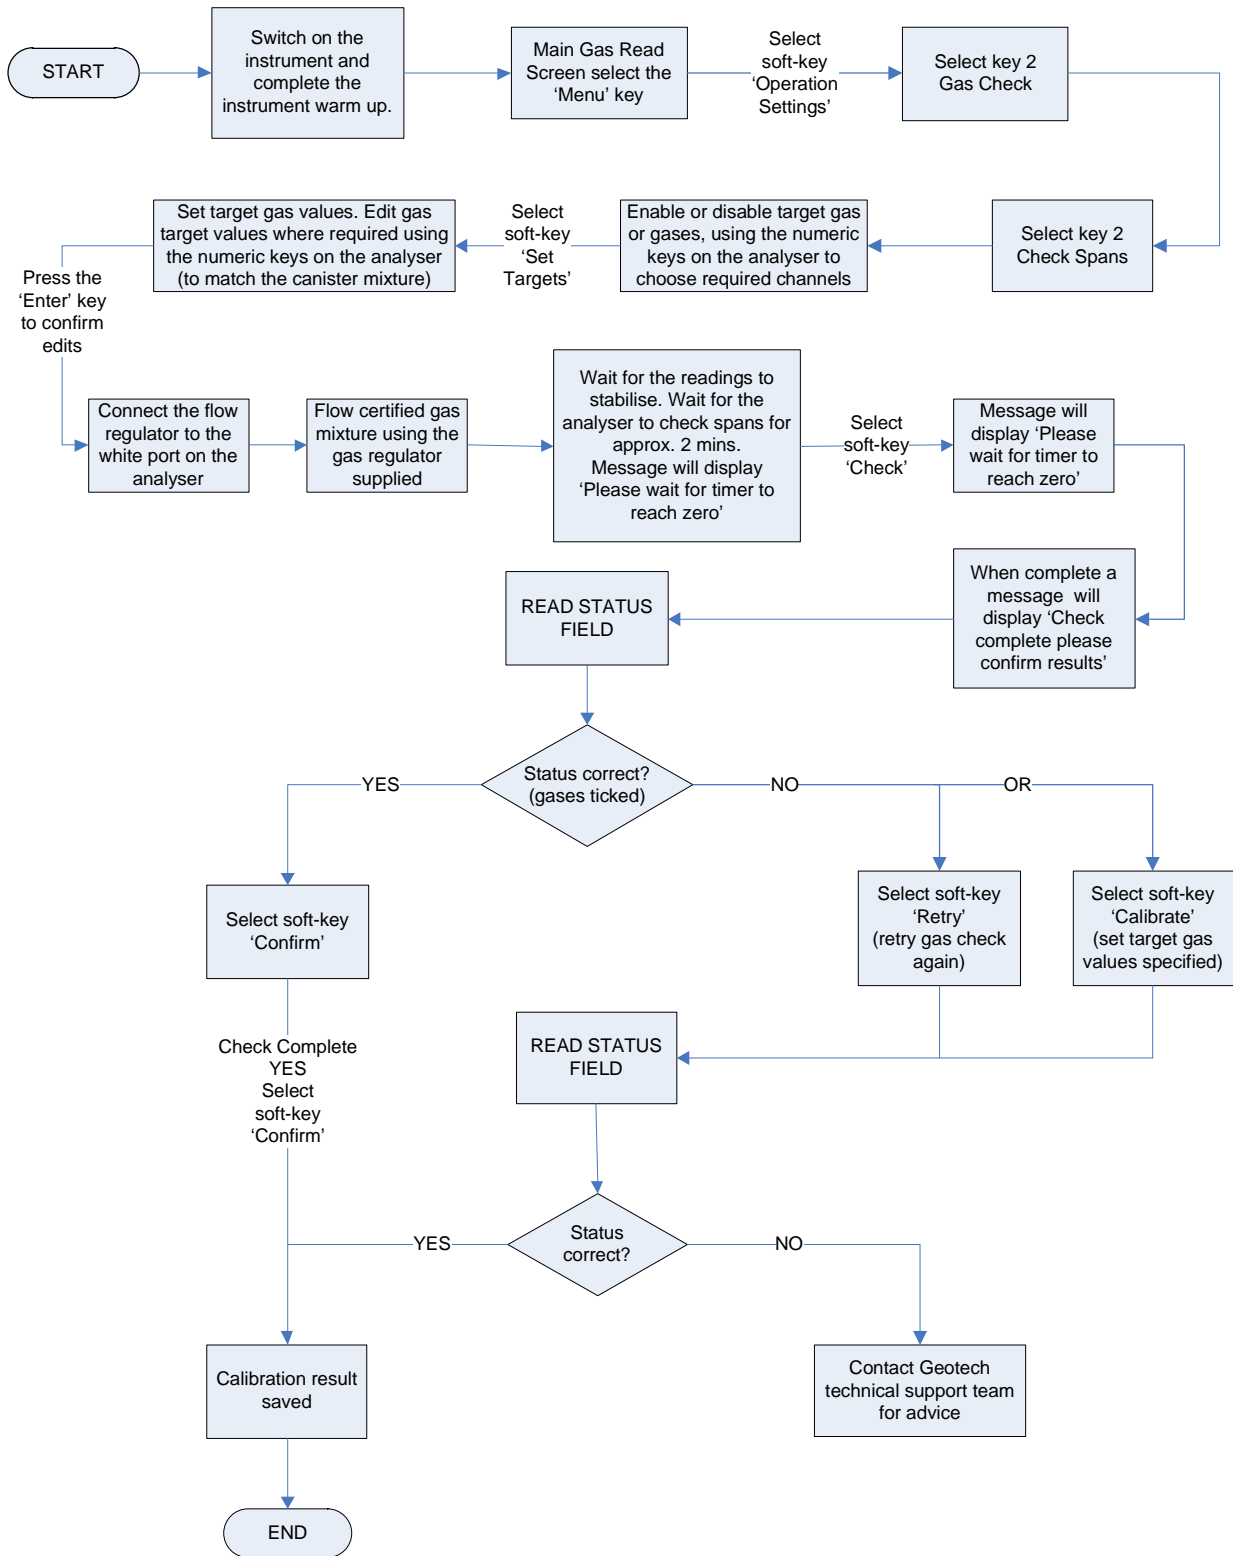 START
Switch on the
instrument and
complete the
instrument warm up.
Main Gas Read
Screen select the
‘Menu’ key
Select
soft-key
‘Operation
Settings’
Select key 2
Gas Check
Select key 2
Check Spans
Enable or disable target gas
or gases, using the numeric
keys on the analyser to
choose required channels
Select
soft-key
‘Set
Targets’
Set target gas values. Edit gas
target values where required using
the numeric keys on the analyser
(to match the canister mixture)
Press the
‘Enter’ key
to confirm
edits
Connect the flow
regulator to the
white port on the
analyser
Flow certified gas
mixture using the
gas regulator
supplied
Wait for the readings to
stabilise. Wait for the
analyser to check spans for
approx. 2 mins.
Message will display
‘Please wait for timer to
reach zero’
Select
soft-key
‘Check’
Message will
display ‘Please
wait for timer to
reach zero’
When complete a
message will
display ‘Check
complete please
confirm results’
READ STATUS
FIELD
Status correct?
(gases ticked)
YES
NO
OR
Select soft-key
‘Confirm’
Select soft-key
‘Retry’
(retry gas check
again)
Select soft-key
‘Calibrate’
(set target gas
values specified)
Check Complete
YES
Select
soft-key
‘Confirm’
READ STATUS
FIELD
Status
correct?
YES
NO
Calibration result
saved
Contact Geotech
technical support team
for advice
END